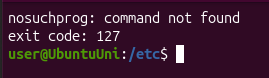 nosuchprog: command not found
exit code: 127
user@UbuntuUni:/etc$